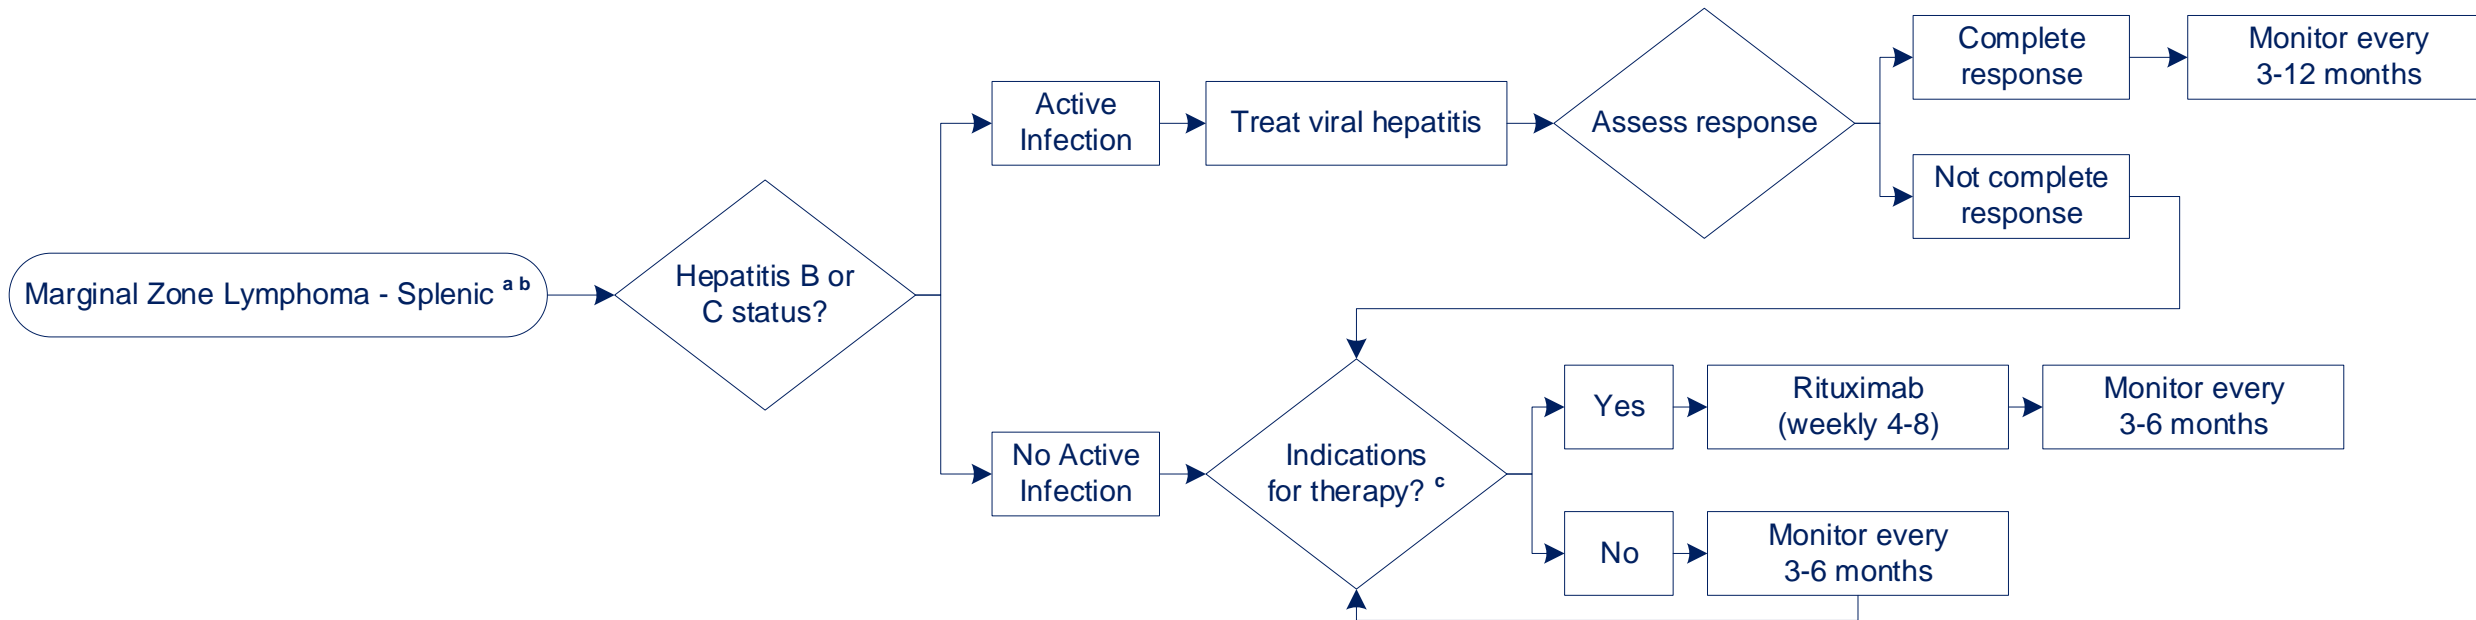 Marginal Zone Lymphoma - Splenic a b
Hepatitis B or
C status?
Active
Infection
Treat viral hepatitis
Assess response
Complete
response
Monitor every
3-12 months
Not complete
response
No Active
Infection
Indications
for therapy? c
Yes
Rituximab
(weekly 4-8)
Monitor every
3-6 months
No
Monitor every
3-6 months